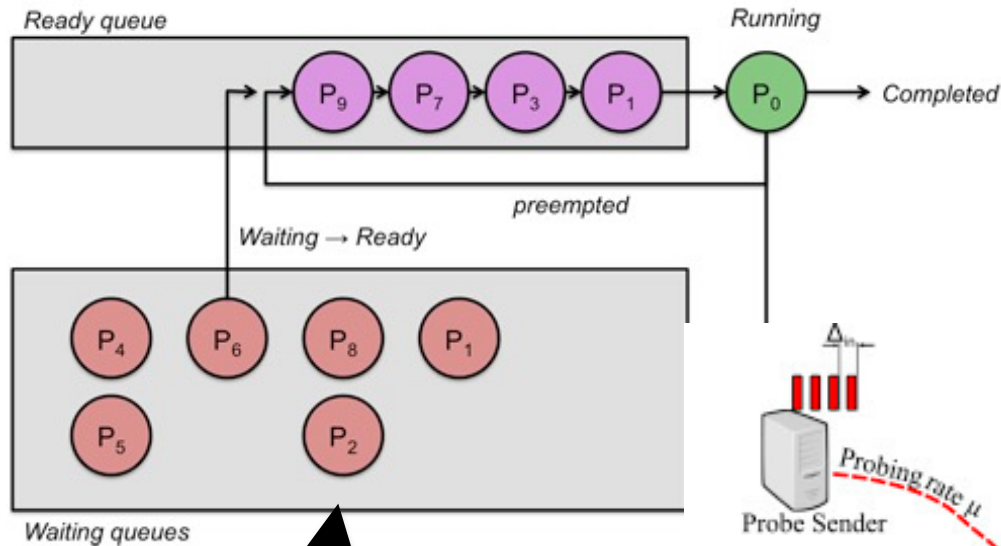 Ready queue
Running
P9 P7 P3 P1 P0 Completed
preempted
Waiting → Ready
P4 P6 P8 P1
P5 P2
Waiting queues
Δin
Probing rate μ
Probe Sender